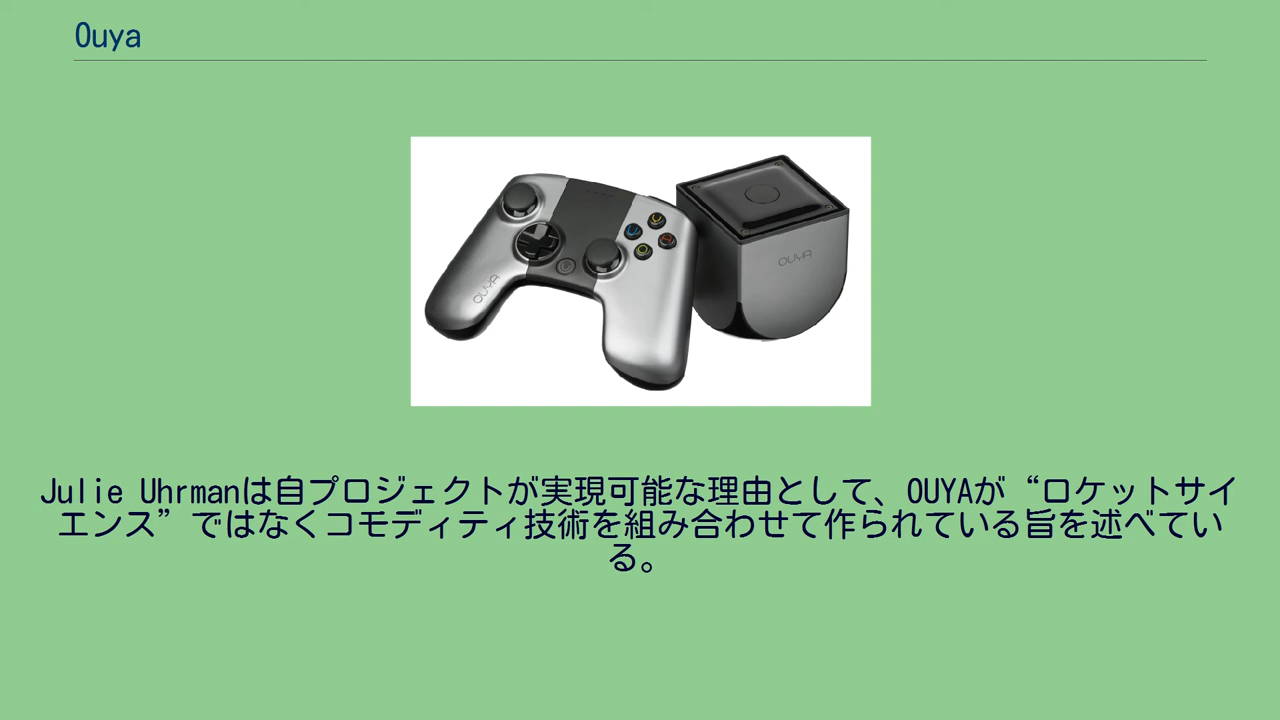 Ouya
OUYA
OUYA
Julie Uhrmanは自プロジェクトが実現可能な理由として、OUYAが“ロケットサイ
エンス”ではなくコモディティ技術を組み合わせて作られている旨を述べてい
る。